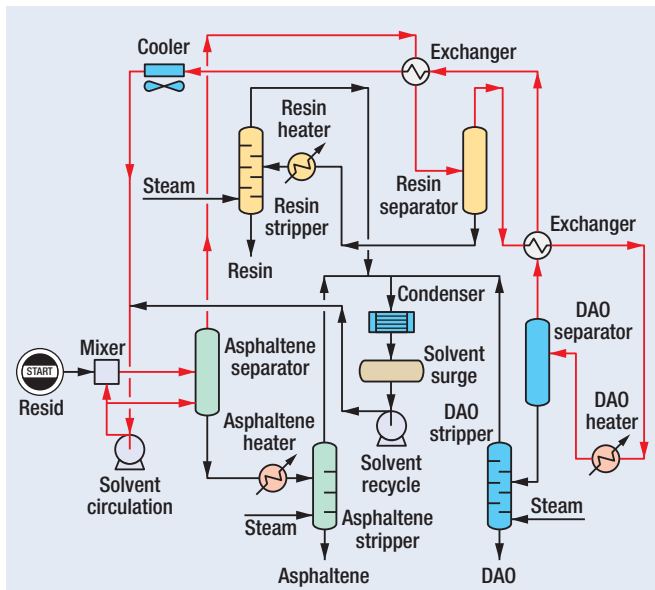 Cooler
Exchanger
Resin
heater
Steam
Resin
stripper
Resin
separator
Resin
Exchanger
Condenser
DAO
separator
Mixer
START
Resid
Asphaltene
separator
Solvent
surge
Asphaltene
heater
DAO
stripper
DAO
heater
Solvent
circulation
Solvent
recycle
Steam
Asphaltene
stripper
Steam
Asphaltene
DAO